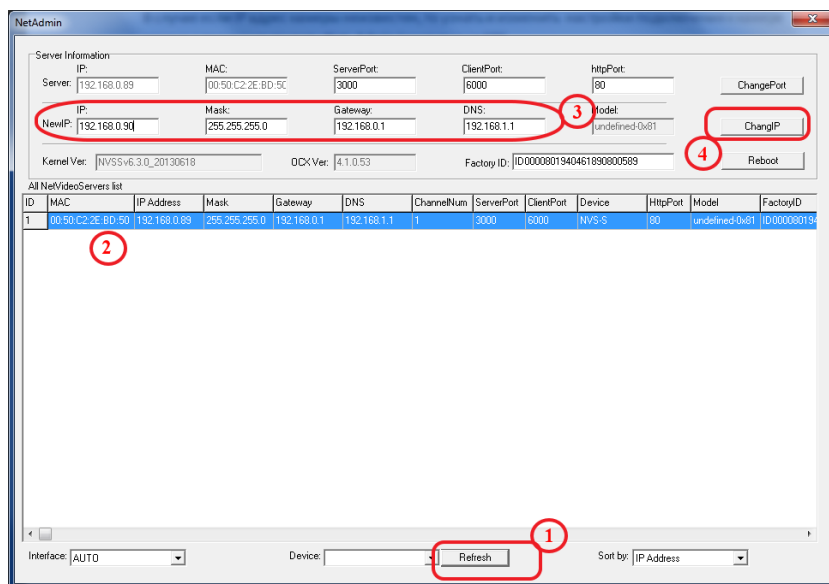 NetAdmin
Server Information
IP: MAC: ServerPort: ClientPort: httpPort:
Server: 192.168.0.89 00:50:C2:2E:BD:50 3000 6000 80 ChangePort
IP: Mask: Gateway: DNS: Model:
NewIP: 192.168.0.90 255.255.255.0 192.168.0.1 192.168.1.1 undefined-0x81 ChangIP
3
4
Kernel Ver: NVSSv6.3.0_20130618 OCX Ver: 4.1.0.53 Factory ID: ID0000801940461890800589 Reboot
All NetVideoServers list
ID MAC IP Address Mask Gateway DNS ChannelNum ServerPort ClientPort Device HttpPort Model FactoryID
1 00:50:C2:2E:BD:50 192.168.0.89 255.255.255.0 192.168.0.1 192.168.1.1 1 3000 6000 NVS-S 80 undefined-0x81 ID000080194
2
1
Interface: AUTO Device: Refresh Sort by: IP Address